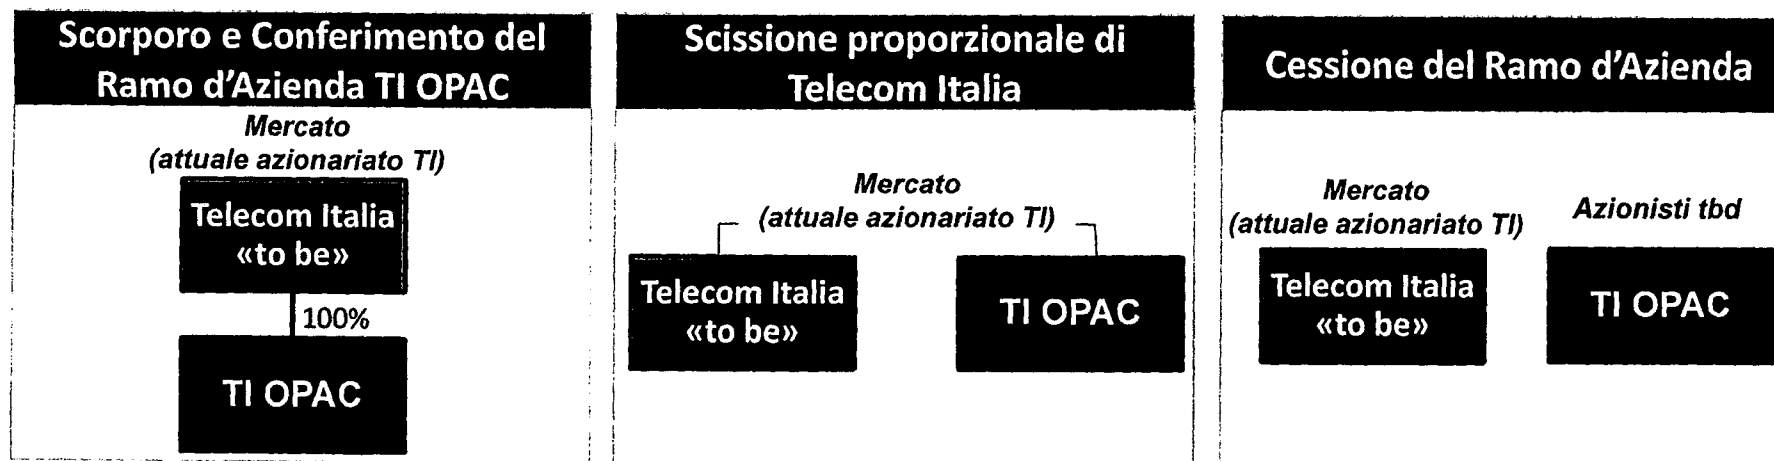 Scorporo e Conferimento del
Ramo d'Azienda TI OPAC
Mercato
(attuale azionariato TI)
Telecom Italia
«to be»
100%
TI OPAC
Scissione proporzionale di
Telecom Italia
Mercato
(attuale azionariato TI)
Telecom Italia
«to be»
TI OPAC
Cessione del Ramo d'Azienda
Mercato
(attuale azionariato TI)
Azionisti tbd
Telecom Italia
«to be»
TI OPAC